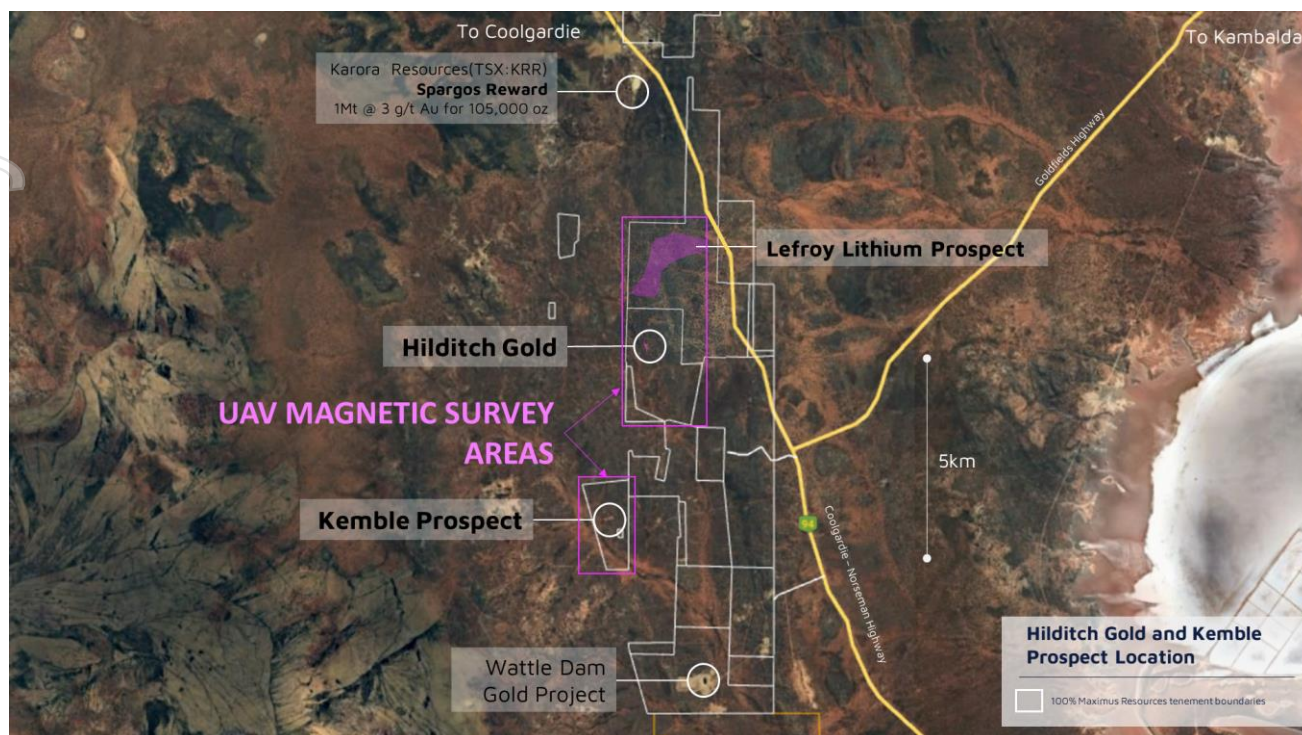 To Coolgardie
To Kambalda
Karora Resources(TSX:KRR)
Spargos Reward
1Mt @ 3 g/t Au for 105,000 oz
Goldfields Highway
Lefroy Lithium Prospect
Hilditch Gold
UAV MAGNETIC SURVEY
AREAS
5km
Kemble Prospect
94
Coolgardie – Norseman Highway
Wattle Dam
Gold Project
Hilditch Gold and Kemble
Prospect Location
100% Maximus Resources tenement boundaries